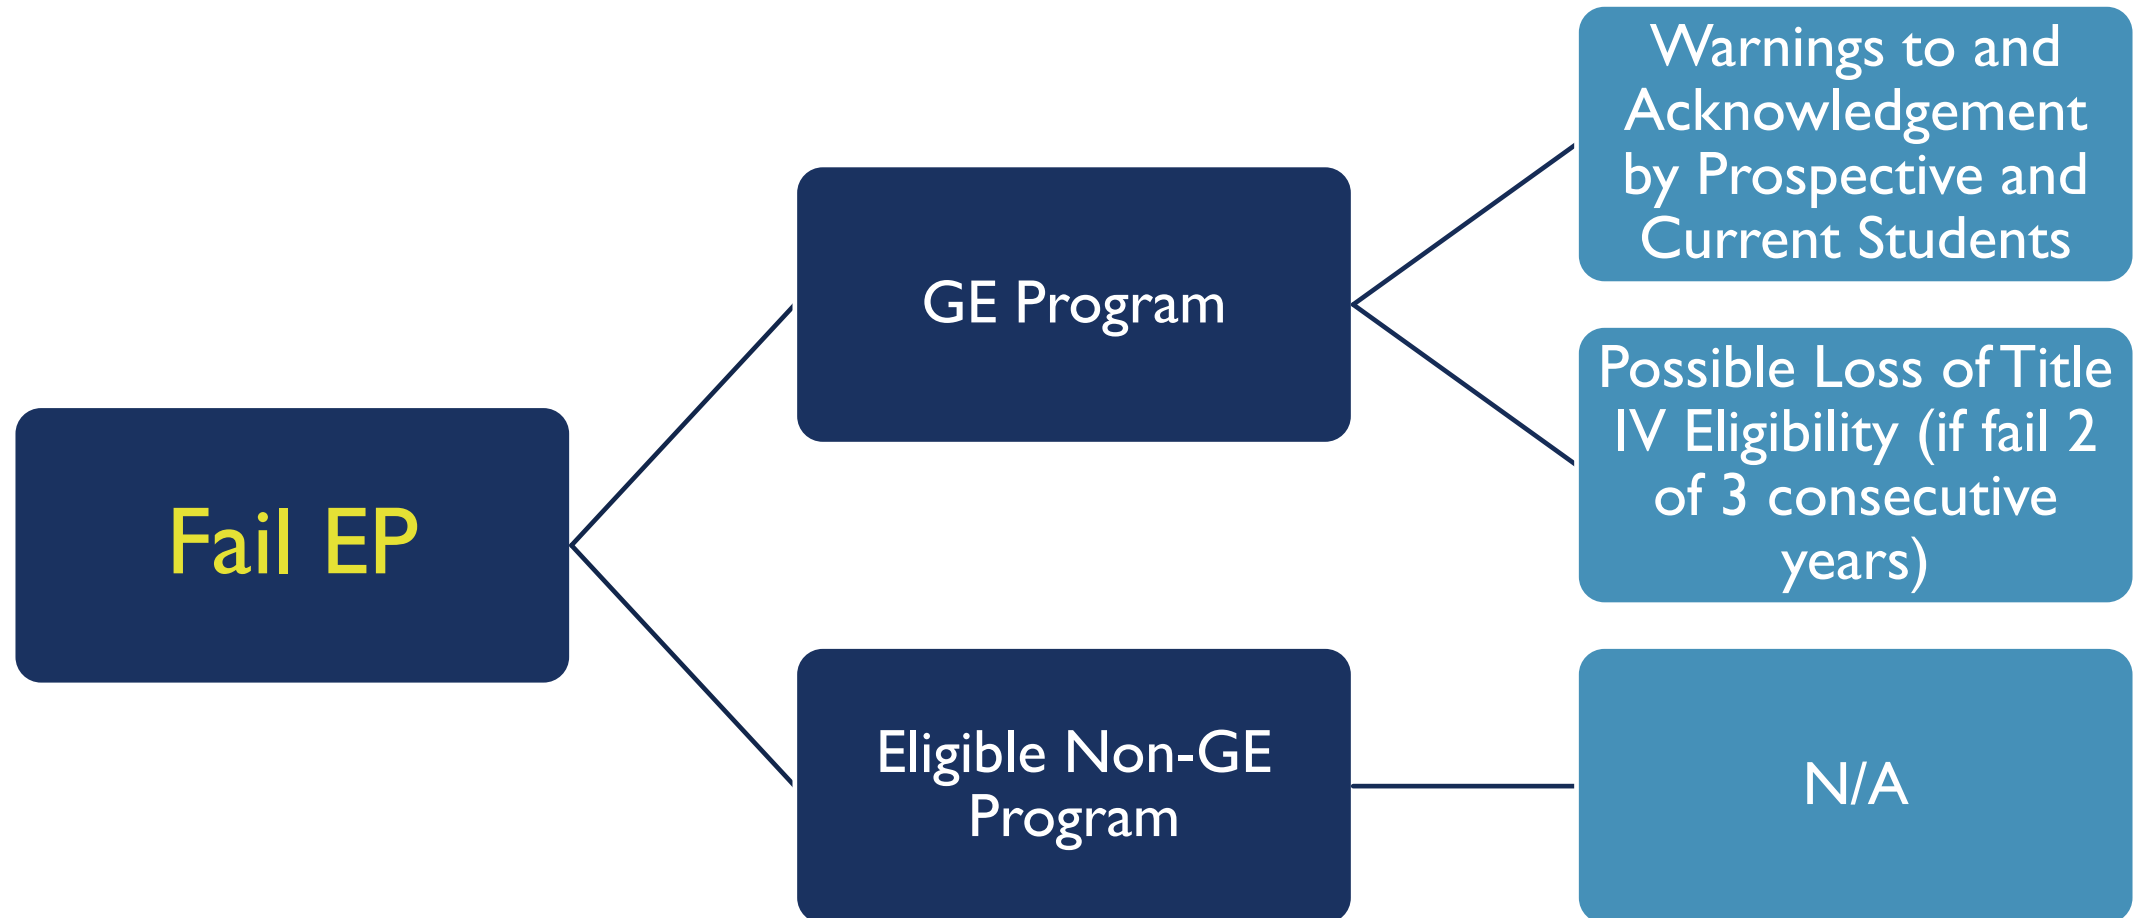 Fail EP
GE Program
Warnings to and
Acknowledgement
by Prospective and
Current Students
Possible Loss of Title
IV Eligibility (if fail 2
of 3 consecutive
years)
Eligible Non-GE
Program
N/A